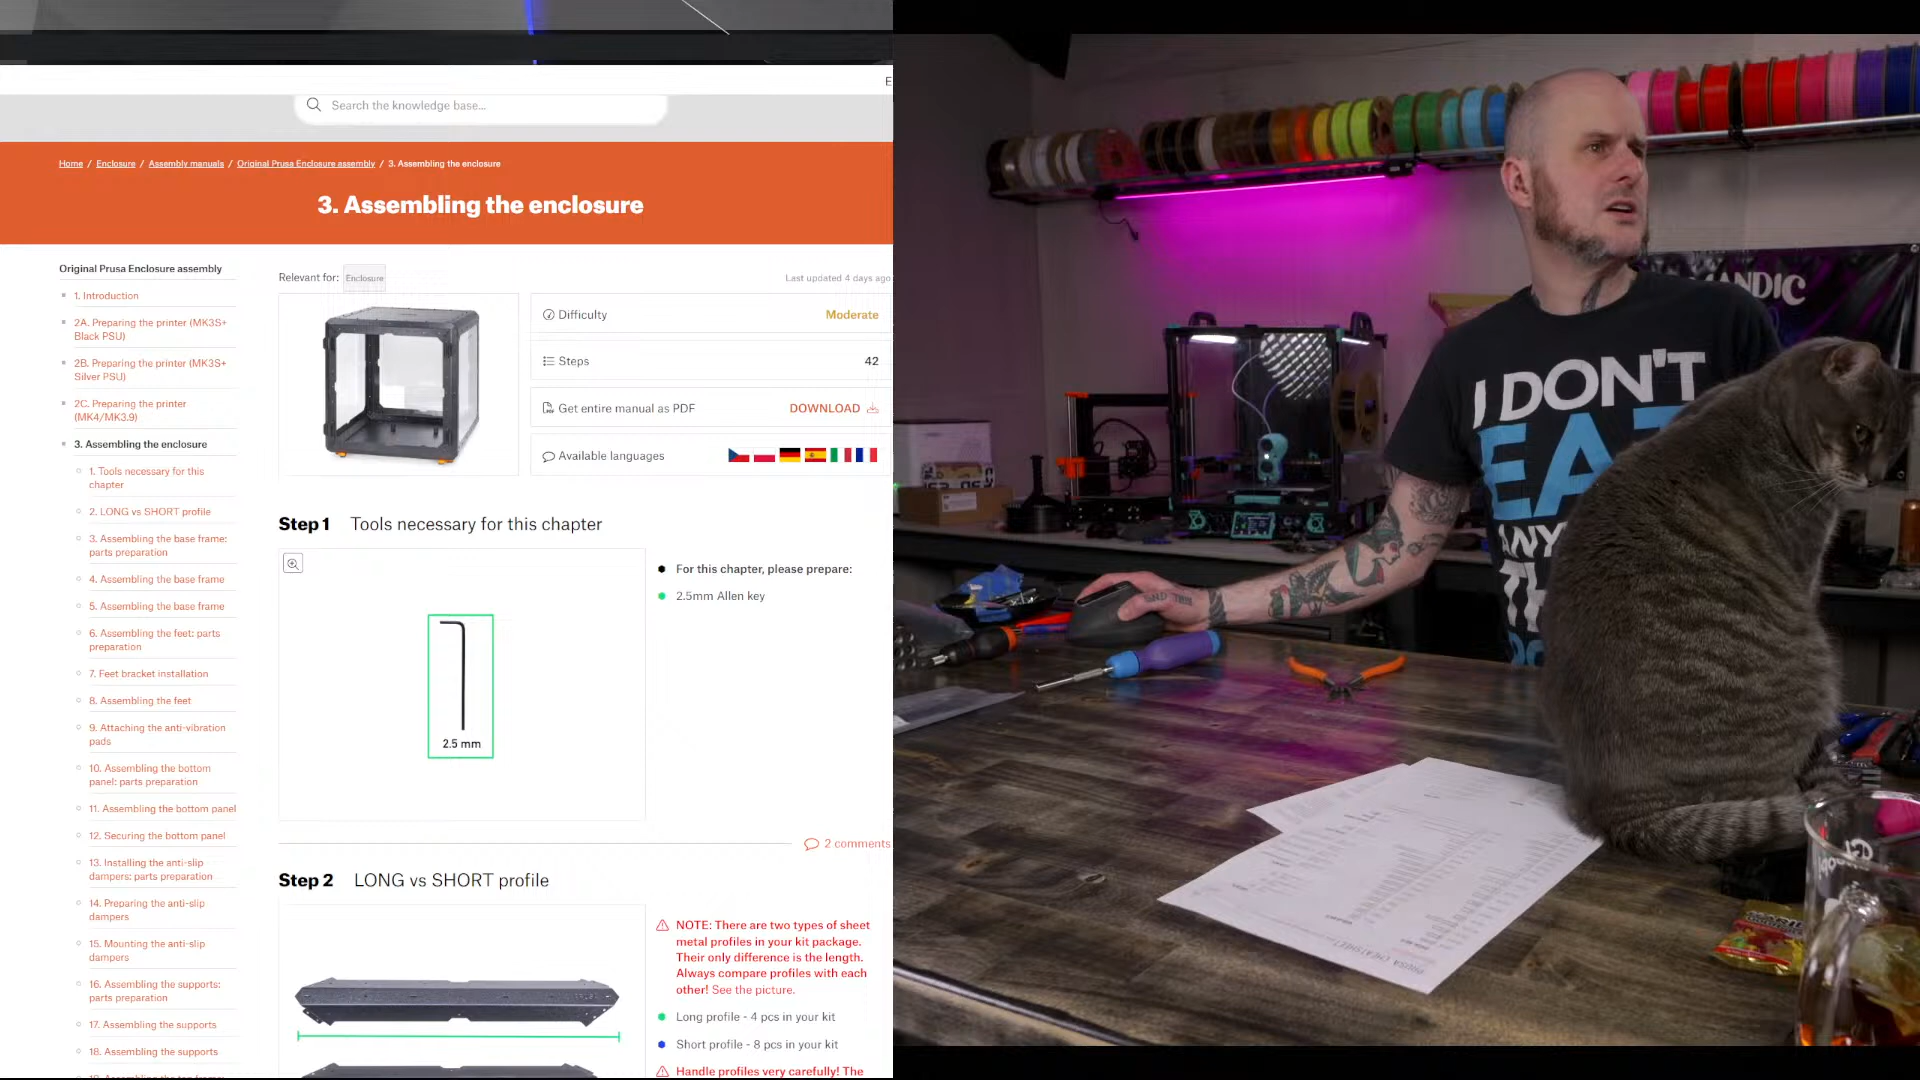 E
Search the knowledge base...
Home / Enclosure / Assembly manuals / Original Prusa Enclosure assembly / 3. Assembling the enclosure
3. Assembling the enclosure
Original Prusa Enclosure assembly
1. Introduction
2A. Preparing the printer (MK3S+
Black PSU)
2B. Preparing the printer (MK3S+
Silver PSU)
2C. Preparing the printer
(MK4/MK3.9)
3. Assembling the enclosure
1. Tools necessary for this
chapter
2. LONG vs SHORT profile
3. Assembling the base frame:
parts preparation
4. Assembling the base frame
5. Assembling the base frame
6. Assembling the feet: parts
preparation
7. Feet bracket installation
8. Assembling the feet
9. Attaching the anti-vibration
pads
10. Assembling the bottom
panel: parts preparation
11. Assembling the bottom panel
12. Securing the bottom panel
13. Installing the anti-slip
dampers: parts preparation
14. Preparing the anti-slip
dampers
15. Mounting the anti-slip
dampers
16. Assembling the supports:
parts preparation
17. Assembling the supports
18. Assembling the supports
Relevant for: Enclosure
Last updated 4 days ago
Difficulty Moderate
Steps 42
Get entire manual as PDF DOWNLOAD
Available languages
Step 1 Tools necessary for this chapter
2.5 mm
For this chapter, please prepare:
2.5mm Allen key
2 comments
Step 2 LONG vs SHORT profile
NOTE: There are two types of sheet
metal profiles in your kit package.
Their only difference is the length.
Always compare profiles with each
other! See the picture.
Long profile - 4 pcs in your kit
Short profile - 8 pcs in your kit
Handle profiles very carefully! The
I DON'T
EA
ANY
TH
MANDIC
PRUSA CHEATSHEET